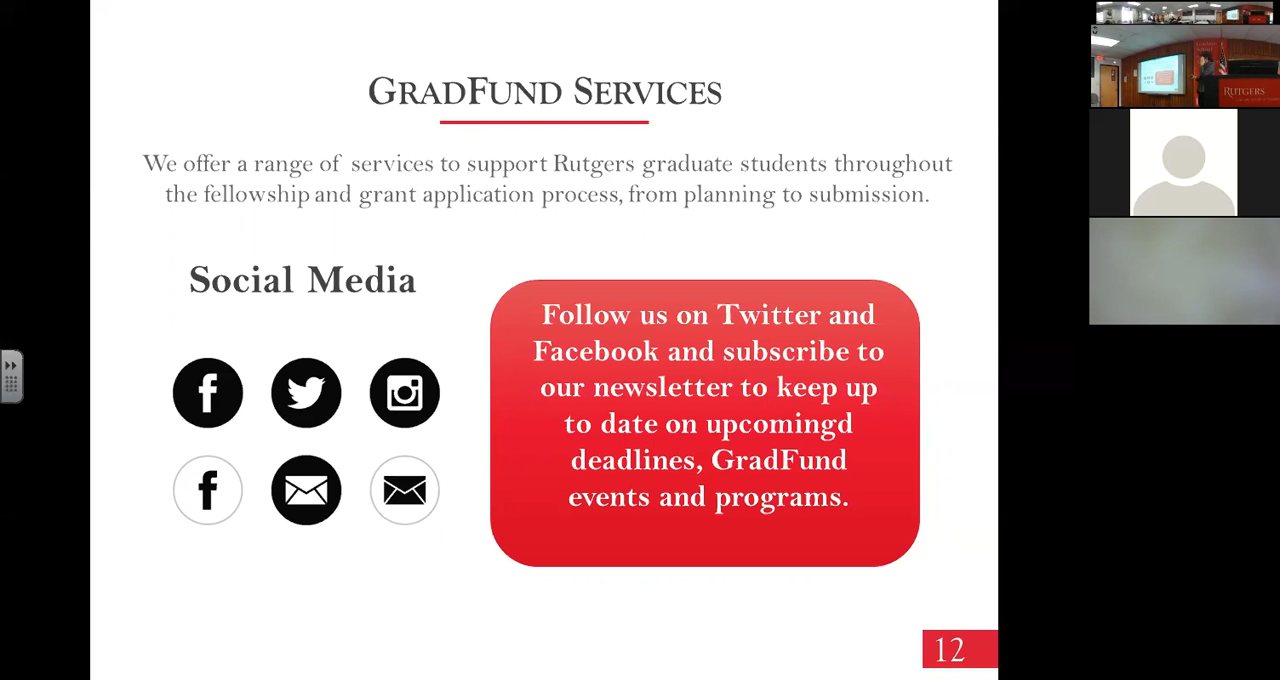 GRADFUND SERVICES
We offer a range of services to support Rutgers graduate students throughout
the fellowship and grant application process, from planning to submission.
Social Media
Follow us on Twitter and
Facebook and subscribe to
our newsletter to keep up
to date on upcomingd
deadlines, GradFund
events and programs.
12
RUTGERS